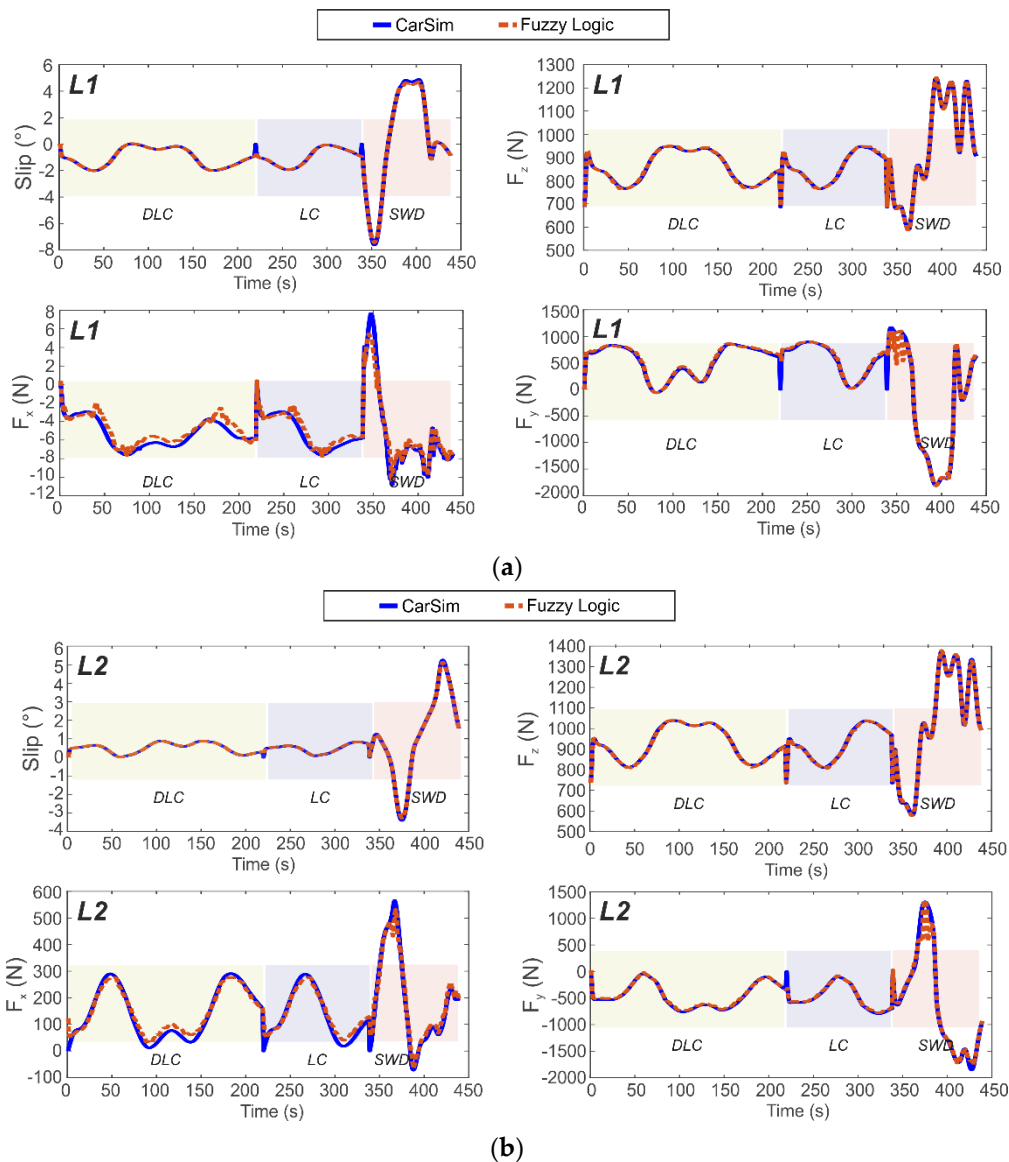 CarSim Fuzzy Logic
L1
Slip (°)
6
4
2
0
-2
-4
-6
-8
DLC LC SWD
0 50 100 150 200 250 300 350 400 450
Time (s)
L1
F_z (N)
1300
1200
1100
1000
900
800
700
600
500
DLC LC SWD
0 50 100 150 200 250 300 350 400 450
Time (s)
L1
F_x (N)
8
6
4
2
0
-2
-4
-6
-8
-10
-12
DLC LC SWD
0 50 100 150 200 250 300 350 400 450
Time (s)
L1
F_y (N)
1500
1000
500
0
-500
-1000
-1500
-2000
DLC LC SWD
0 50 100 150 200 250 300 350 400 450
Time (s)
(a)
CarSim Fuzzy Logic
L2
Slip (°)
6
5
4
3
3
1
0
1
-2
-3
-4
DLC LC SWD
0 50 100 150 200 250 300 350 400 450
Time (s)
L2
F_z (N)
1400
1300
1200
1100
1000
900
800
700
600
500
DLC LC SWD
0 50 100 150 200 250 300 350 400 450
Time (s)
L2
F_x (N)
600
500
400
300
200
100
0
-100
DLC LC SWD
0 50 100 150 200 250 300 350 400 450
Time (s)
L2
F_y (N)
1500
1000
500
0
-500
-1000
-1500
-2000
DLC LC SWD
0 50 100 150 200 250 300 350 400 450
Time (s)
(b)